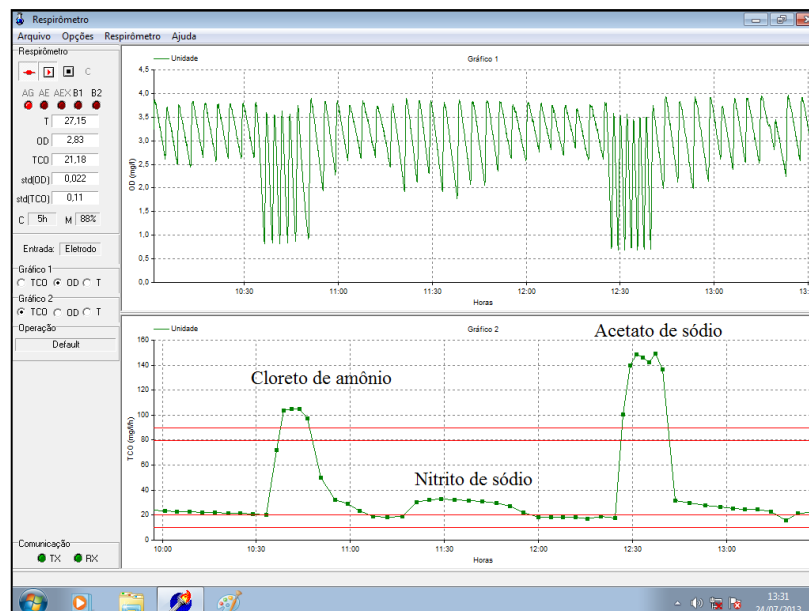 Respirômetro
Arquivo Opções Respirômetro Ajuda
Respirômetro
C
AG AE AEX B1 B2
T 27,15
OD 2,83
TCO 21,18
std(OD) 0,022
std(TCO) 0,11
C 5h M 88%
Entrada: Eletrodo
Gráfico 1
TCO OD T
Gráfico 2
TCO OD T
Operação
Default
Comunicação
TX RX
Unidade
Gráfico 1
4,5
4,0
3,5
3,0
2,5
2,0
1,5
1,0
0,5
0,0
OD (mg/l)
10:30 11:00 11:30 12:00 12:30 13:00
Horas
Unidade
Gráfico 2
160
140
120
100
80
60
40
20
0
TCO (mg/l/h)
Cloreto de amônio
Nitrito de sódio
Acetato de sódio
10:00 10:30 11:00 11:30 12:00 12:30 13:00
Horas
13:31
24/07/2013